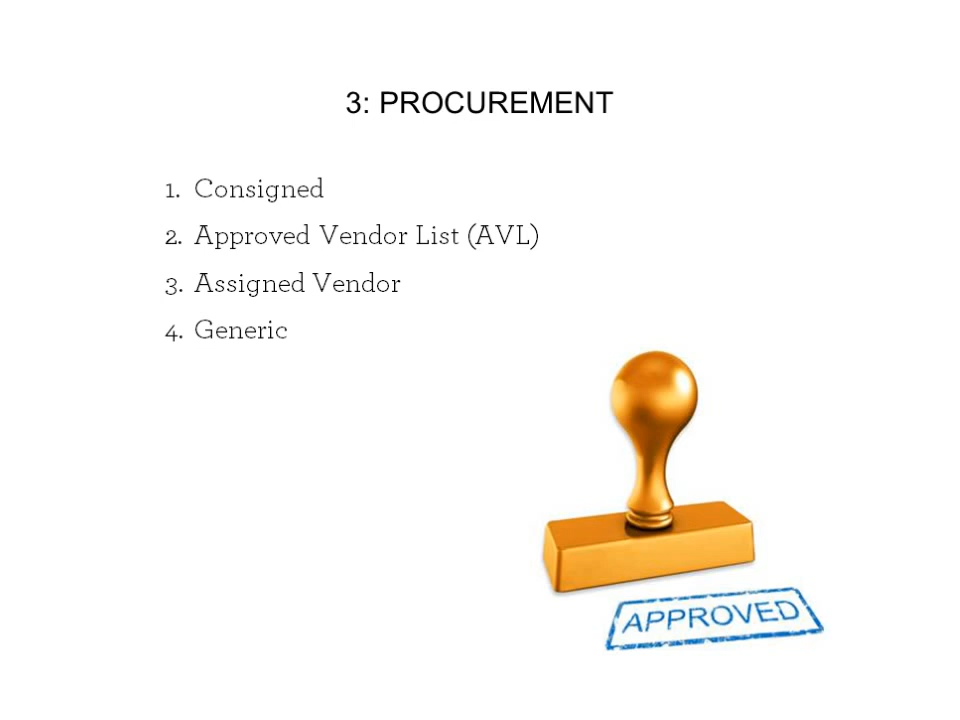 3: PROCUREMENT
1. Consigned
2. Approved Vendor List (AVL)
3. Assigned Vendor
4. Generic
APPROVED